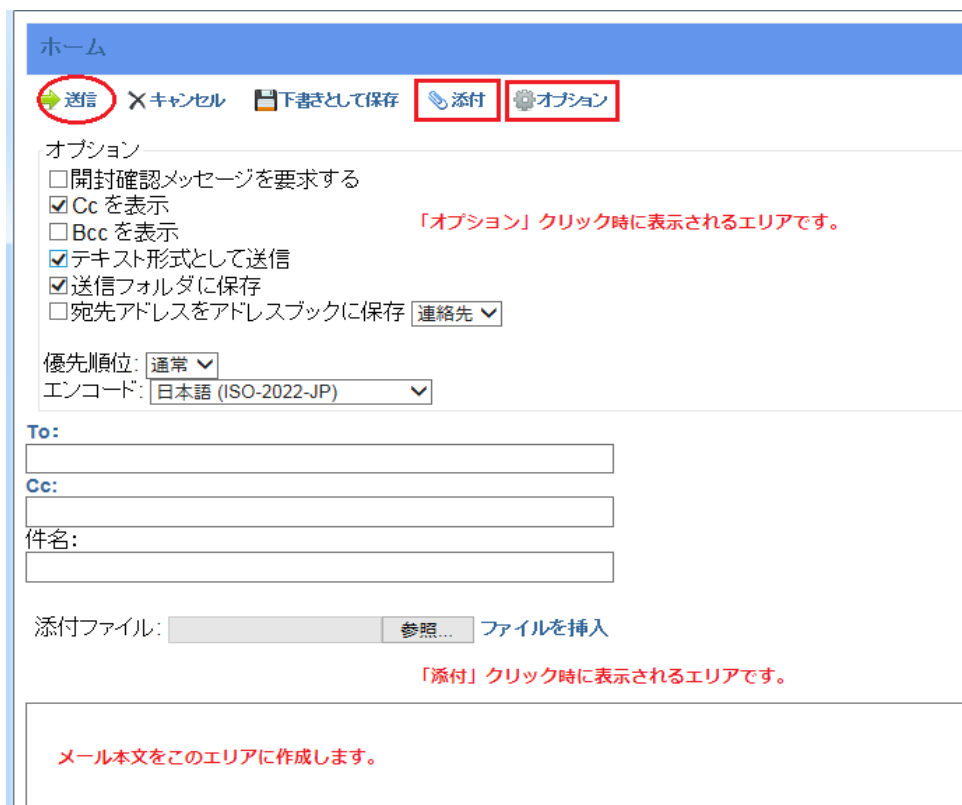 ホーム
送信 キャンセル 下書きとして保存 添付 オプション
オプション
開封確認メッセージを要求する
Cc を表示
「オプション」クリック時に表示されるエリアです。
Bcc を表示
テキスト形式として送信
送信フォルダに保存
宛先アドレスをアドレスブックに保存 連絡先
優先順位: 通常
エンコード: 日本語 (ISO-2022-JP)
To:
Cc:
件名:
添付ファイル: 参照... ファイルを挿入
「添付」クリック時に表示されるエリアです。
メール本文をこのエリアに作成します。